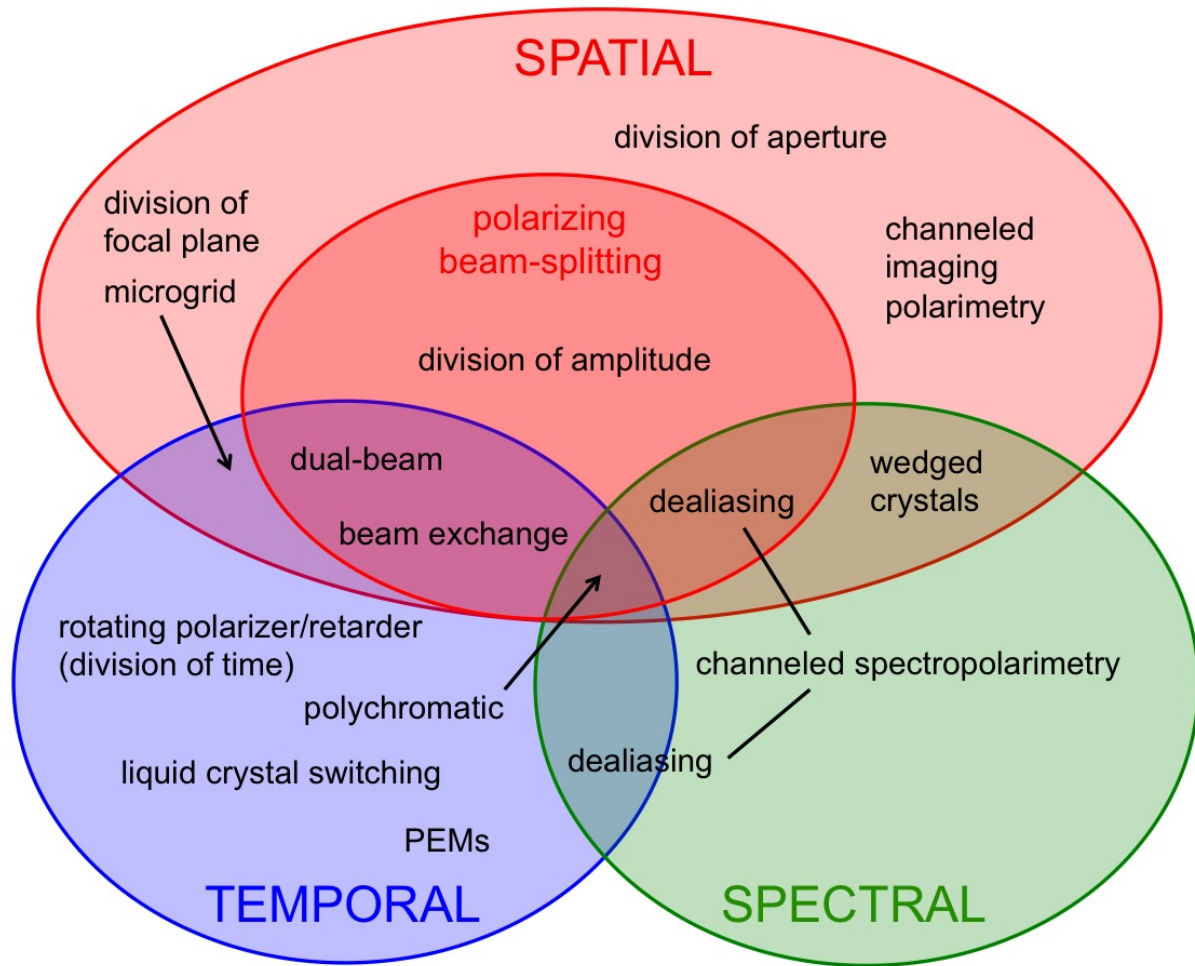 SPATIAL
division of aperture
division of
focal plane
microgrid
polarizing
beam-splitting
channeled
imaging
polarimetry
division of amplitude
dual-beam
beam exchange
dealiasing
wedged
crystals
rotating polarizer/retarder
(division of time)
polychromatic
channeled spectropolarimetry
liquid crystal switching
dealiasing
PEMs
TEMPORAL
SPECTRAL